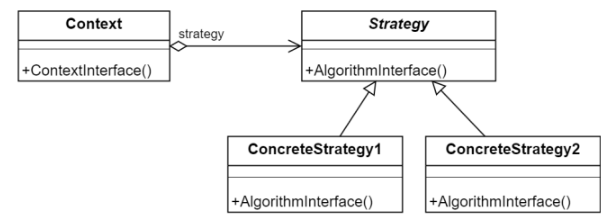 Context
Strategy
strategy
+ContextInterface()
+AlgorithmInterface()
ConcreteStrategy1
ConcreteStrategy2
+AlgorithmInterface()
+AlgorithmInterface()